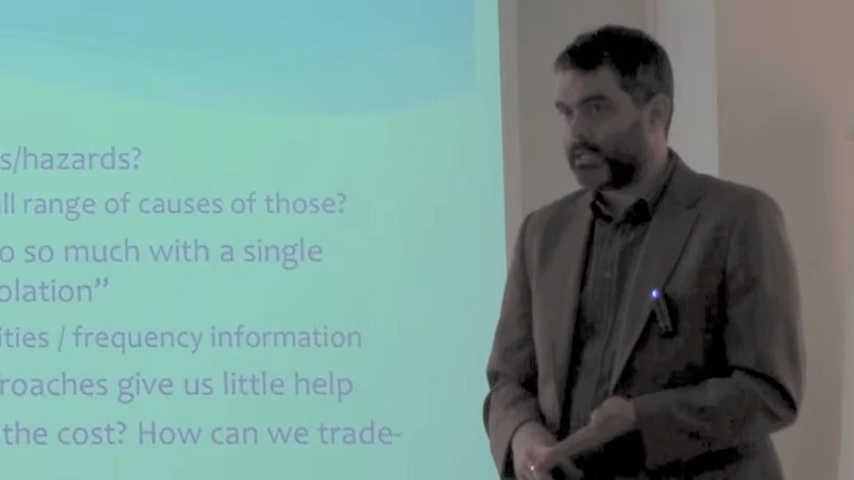 s/hazards?
ll range of causes of those?
o so much with a single
olation”
ities / frequency information
roaches give us little help
the cost? How can we trade-